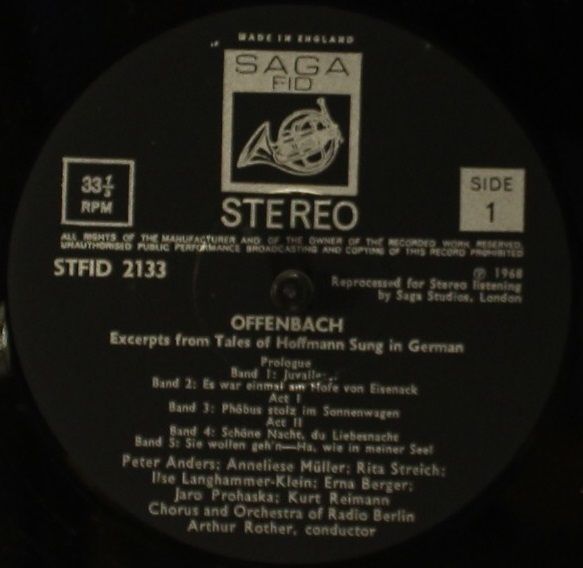 MADE IN ENGLAND
SAGA
FID
33⅓
RPM
SIDE
1
STEREO
ALL RIGHTS OF THE MANUFACTURER AND OF THE OWNER OF THE RECORDED WORK RESERVED.
UNAUTHORISED PUBLIC PERFORMANCE BROADCASTING AND COPYING OF THIS RECORD PROHIBITED
STFID 2133
℗ 1968
Reprocessed for Stereo listening
by Saga Studios, London
OFFENBACH
Excerpts from Tales of Hoffmann Sung in German
Prologue
Band 1:
Band 2: Es war einmal am Hofe von Eisenack
Act I
Band 3: Phöbus stolz im Sonnenwagen
Act II
Band 4: Schöne Nacht, du Liebesnacht
Band 5: Sie wollen geh'n—Ha, wie in meiner Seel
Peter Anders; Anneliese Müller; Rita Streich;
Ilse Langhammer-Klein; Erna Berger;
Jaro Prohaska; Kurt Reimann
Chorus and Orchestra of Radio Berlin
Arthur Rother, conductor